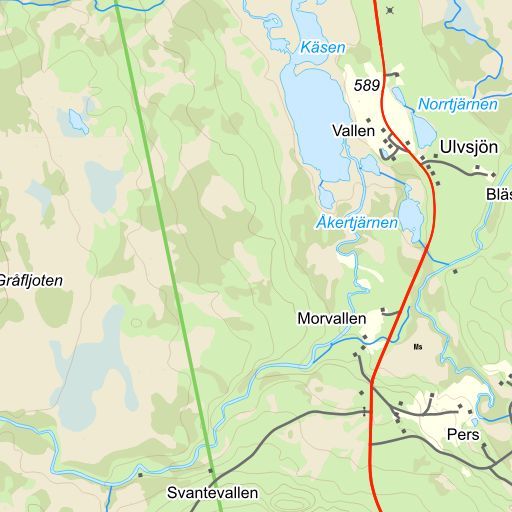 Käsen
589
Norrtjärnen
Vallen
Ulvsjön
Bläs
Åkertjärnen
Gråfljoten
Morvallen
Ms
Pers
Svantevallen